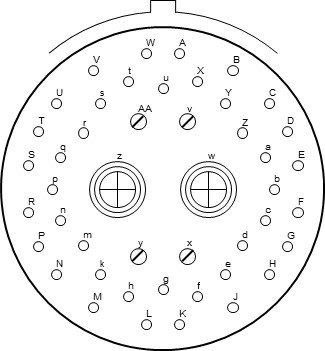 W A
V B
t X
u
U s Y C
AA v
T r Z D
q a
S z w E
p b
R n c F
P m d G
y x
N k e H
g
h f
M J
L K